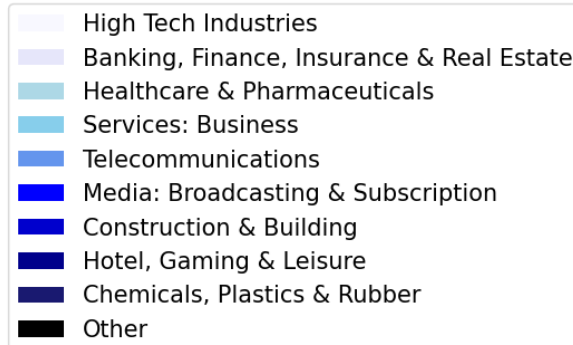 High Tech Industries
Banking, Finance, Insurance & Real Estate
Healthcare & Pharmaceuticals
Services: Business
Telecommunications
Media: Broadcasting & Subscription
Construction & Building
Hotel, Gaming & Leisure
Chemicals, Plastics & Rubber
Other